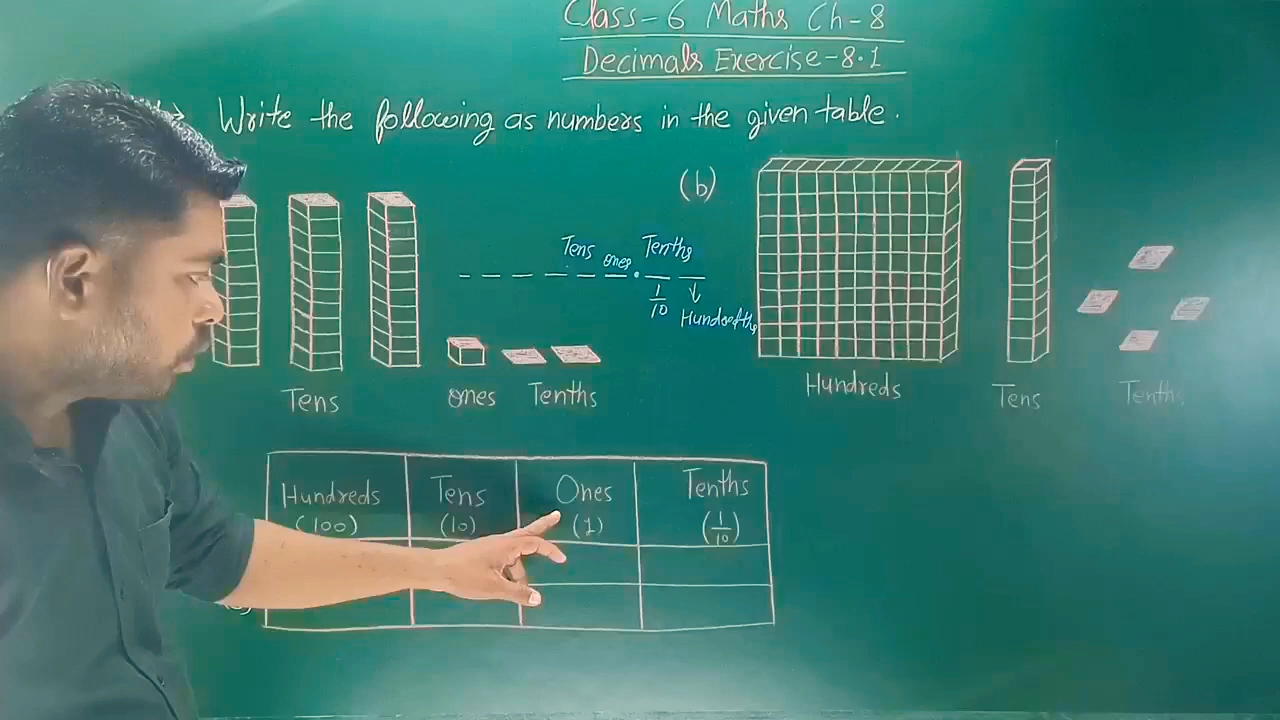 Class-6 Maths Ch-8
Decimals Exercise-8.1
Write the following as numbers in the given table.
(b)
Tens ones Tenths
1/10
Tens
ones
Tenths
Hundreds
Tens
Tenths
Hundreds Tens Ones Tenths
(100) (10) (1) (1/10)